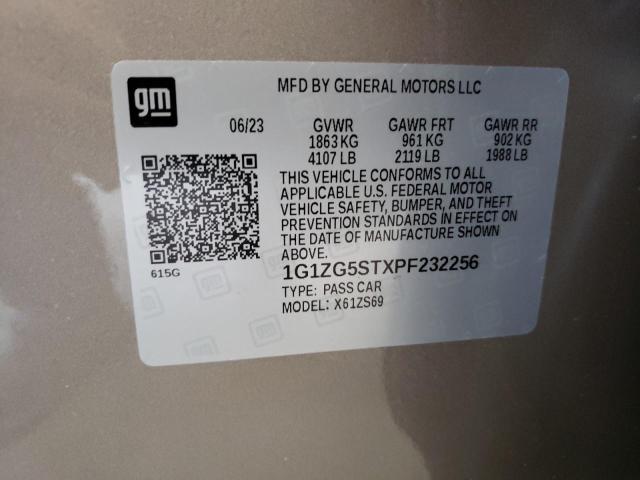 gm
MFD BY GENERAL MOTORS LLC
06/23 GVWR GAWR FRT GAWR RR
1863 KG 961 KG 902 KG
4107 LB 2119 LB 1988 LB
THIS VEHICLE CONFORMS TO ALL
APPLICABLE U.S. FEDERAL MOTOR
VEHICLE SAFETY, BUMPER, AND THEFT
PREVENTION STANDARDS IN EFFECT ON
THE DATE OF MANUFACTURE SHOWN
ABOVE.
615G
1G1ZG5STXPF232256
TYPE: PASS CAR
MODEL: X61ZS69